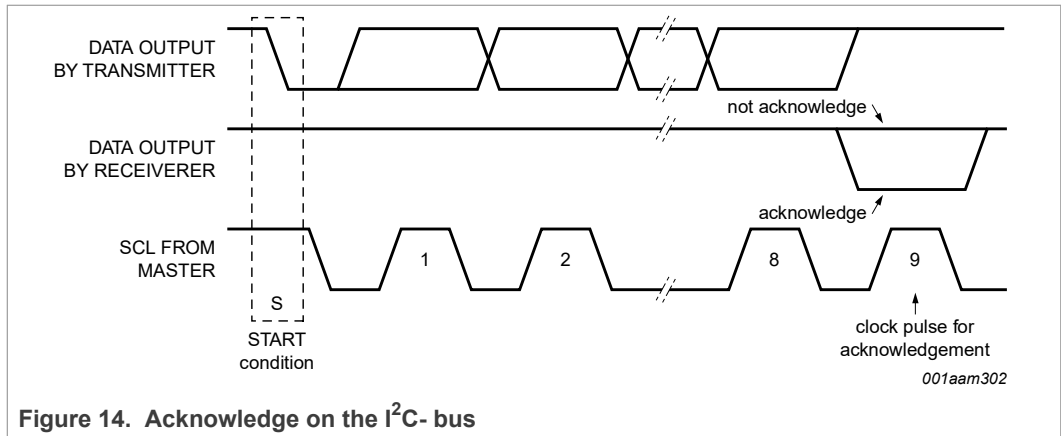 DATA OUTPUT
BY TRANSMITTER
not acknowledge
DATA OUTPUT
BY RECEIVERER
acknowledge
SCL FROM
MASTER
1
2
8
9
S
START
condition
clock pulse for
acknowledgement
001aam302
Figure 14. Acknowledge on the I²C- bus